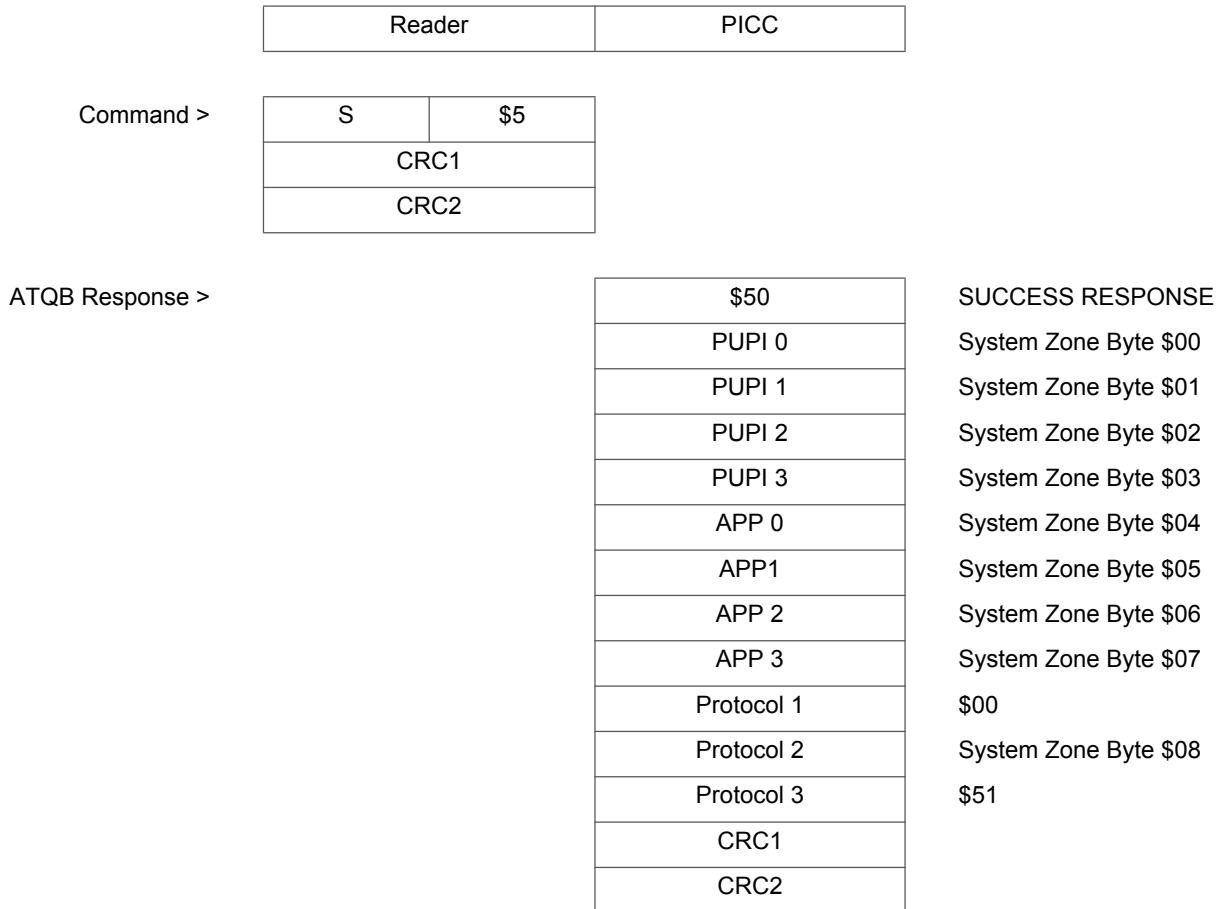 Reader PICC
Command > S $5
CRC1
CRC2
ATQB Response > $50 SUCCESS RESPONSE
PUPI 0 System Zone Byte $00
PUPI 1 System Zone Byte $01
PUPI 2 System Zone Byte $02
PUPI 3 System Zone Byte $03
APP 0 System Zone Byte $04
APP1 System Zone Byte $05
APP 2 System Zone Byte $06
APP 3 System Zone Byte $07
Protocol 1 $00
Protocol 2 System Zone Byte $08
Protocol 3 $51
CRC1
CRC2